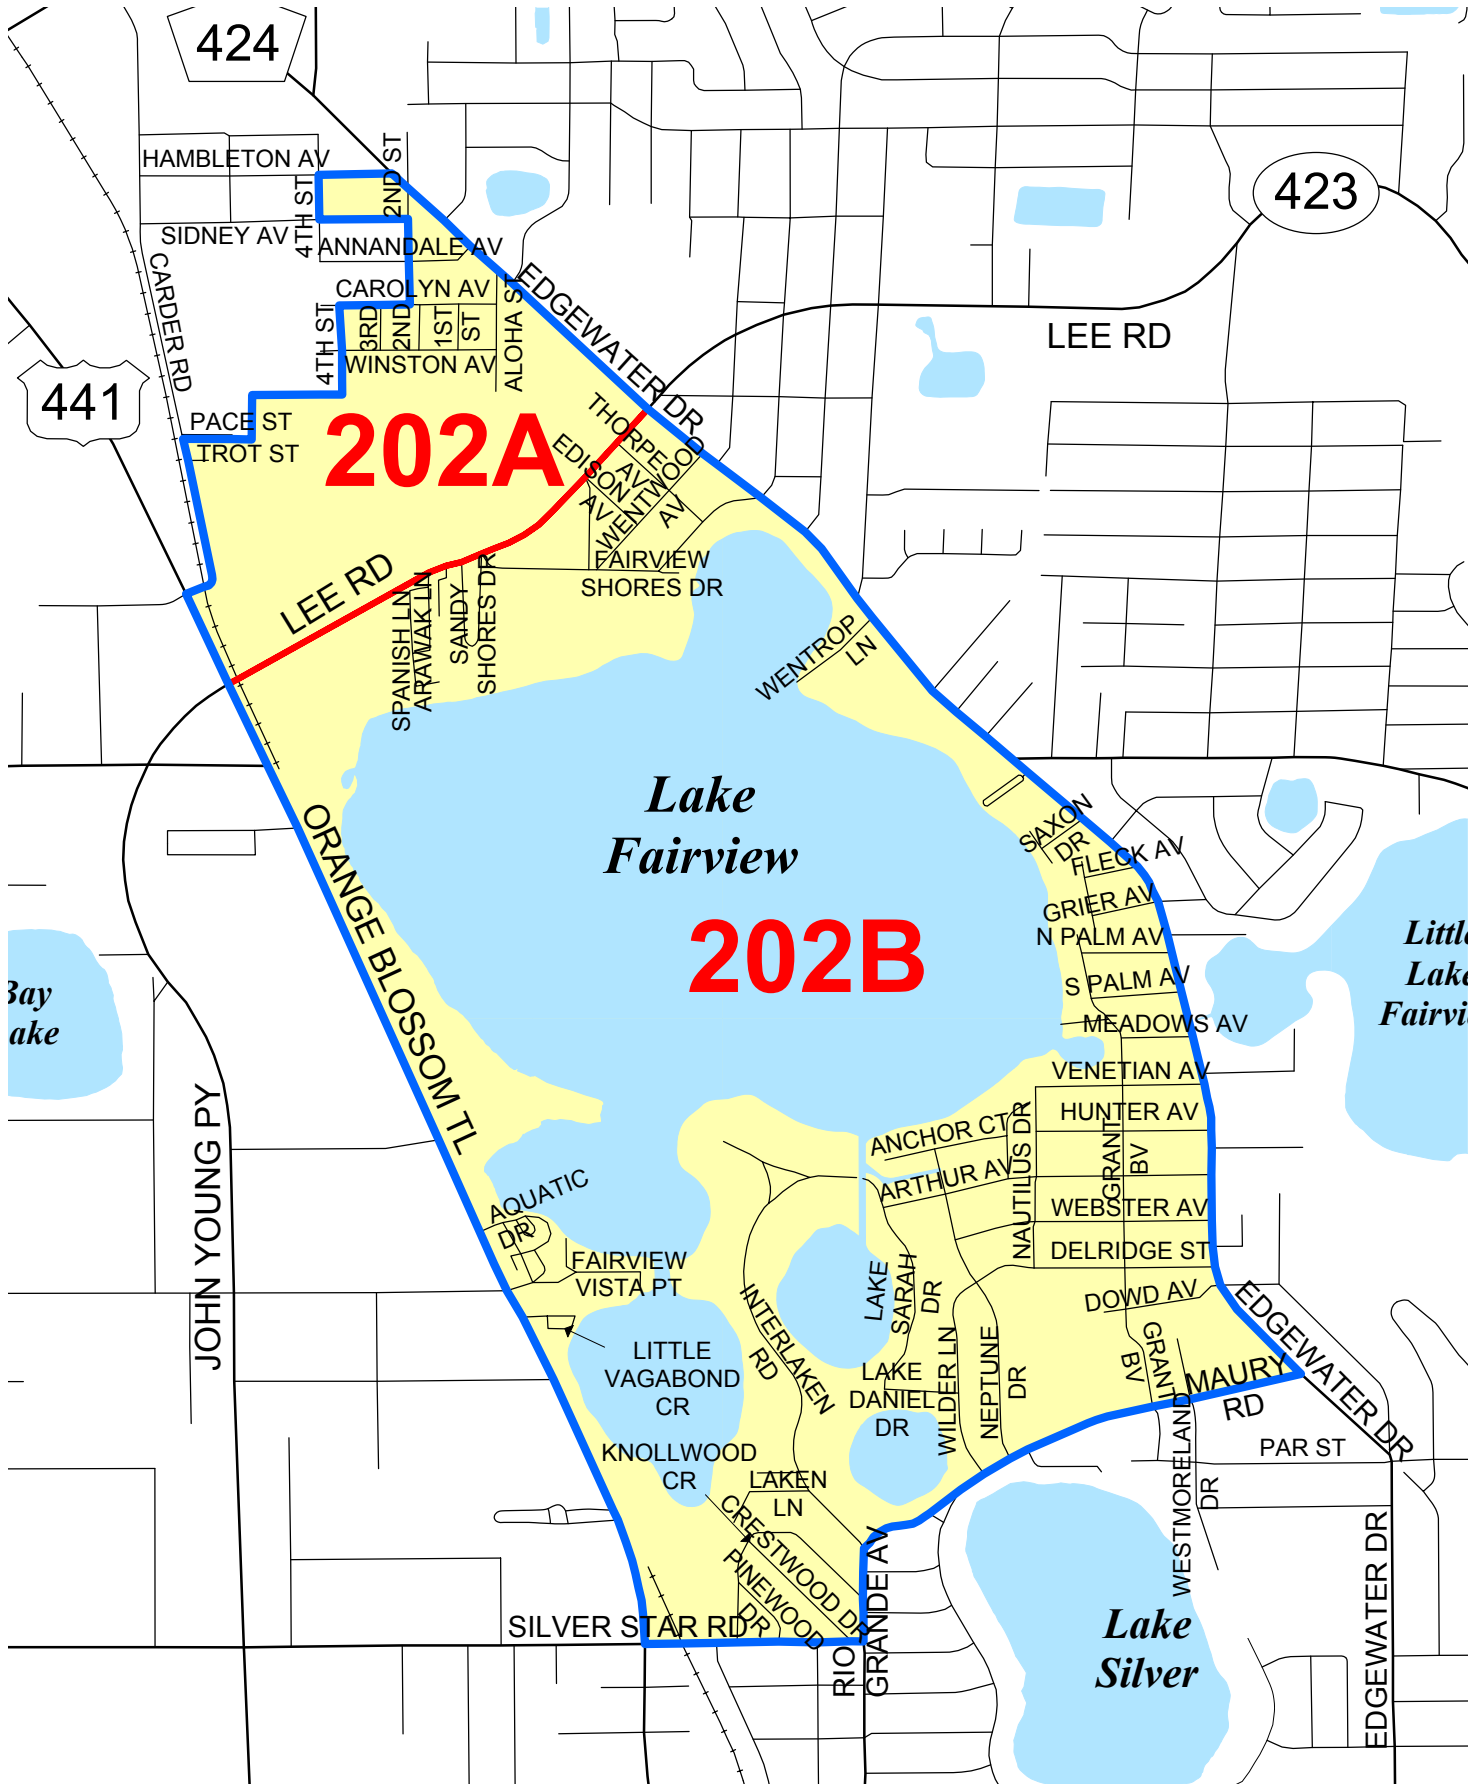 424
HAMBLETON AV
2ND ST
4TH ST
SIDNEY AV
ANNANDALE AV
423
CARDER RD
CAROLYN AV
EDGEWATER DR
ALOHA ST
4TH ST
3RD
2ND
1ST
ST
LEE RD
WINSTON AV
441
PACE ST
TROT ST
202A
THORPE
AV
EDISON
AV
WENTWOOD
AV
LEE RD
FAIRVIEW
SHORES DR
SPANISH LN
ARAWAK LN
SANDY
SHORES DR
WENTROP
LN
Lake
Fairview
SAXON
DR
FLECK AV
GRIER AV
N PALM AV
202B
S PALM AV
MEADOWS AV
ORANGE BLOSSOM TL
VENETIAN AV
HUNTER AV
ANCHOR CT
NAUTILUS DR
GRANT
BV
ARTHUR AV
WEBSTER AV
DELRIDGE ST
JOHN YOUNG PY
AQUATIC
DR
FAIRVIEW
VISTA PT
LAKE
SARAH
DR
DOWD AV
EDGEWATER DR
INTERLAKEN
RD
LITTLE
VAGABOND
CR
LAKE
DANIEL
DR
WILDER LN
NEPTUNE
DR
GRANT
BV
MAURY
RD
WESTMORELAND
DR
PAR ST
KNOLLWOOD
CR
LAKEN
LN
CRESTWOOD DR
PINEWOOD
DR
SILVER STAR RD
RIO
GRANDE AV
Lake
Silver
EDGEWATER DR
Bay
ake
Little
Lake
Fairvi